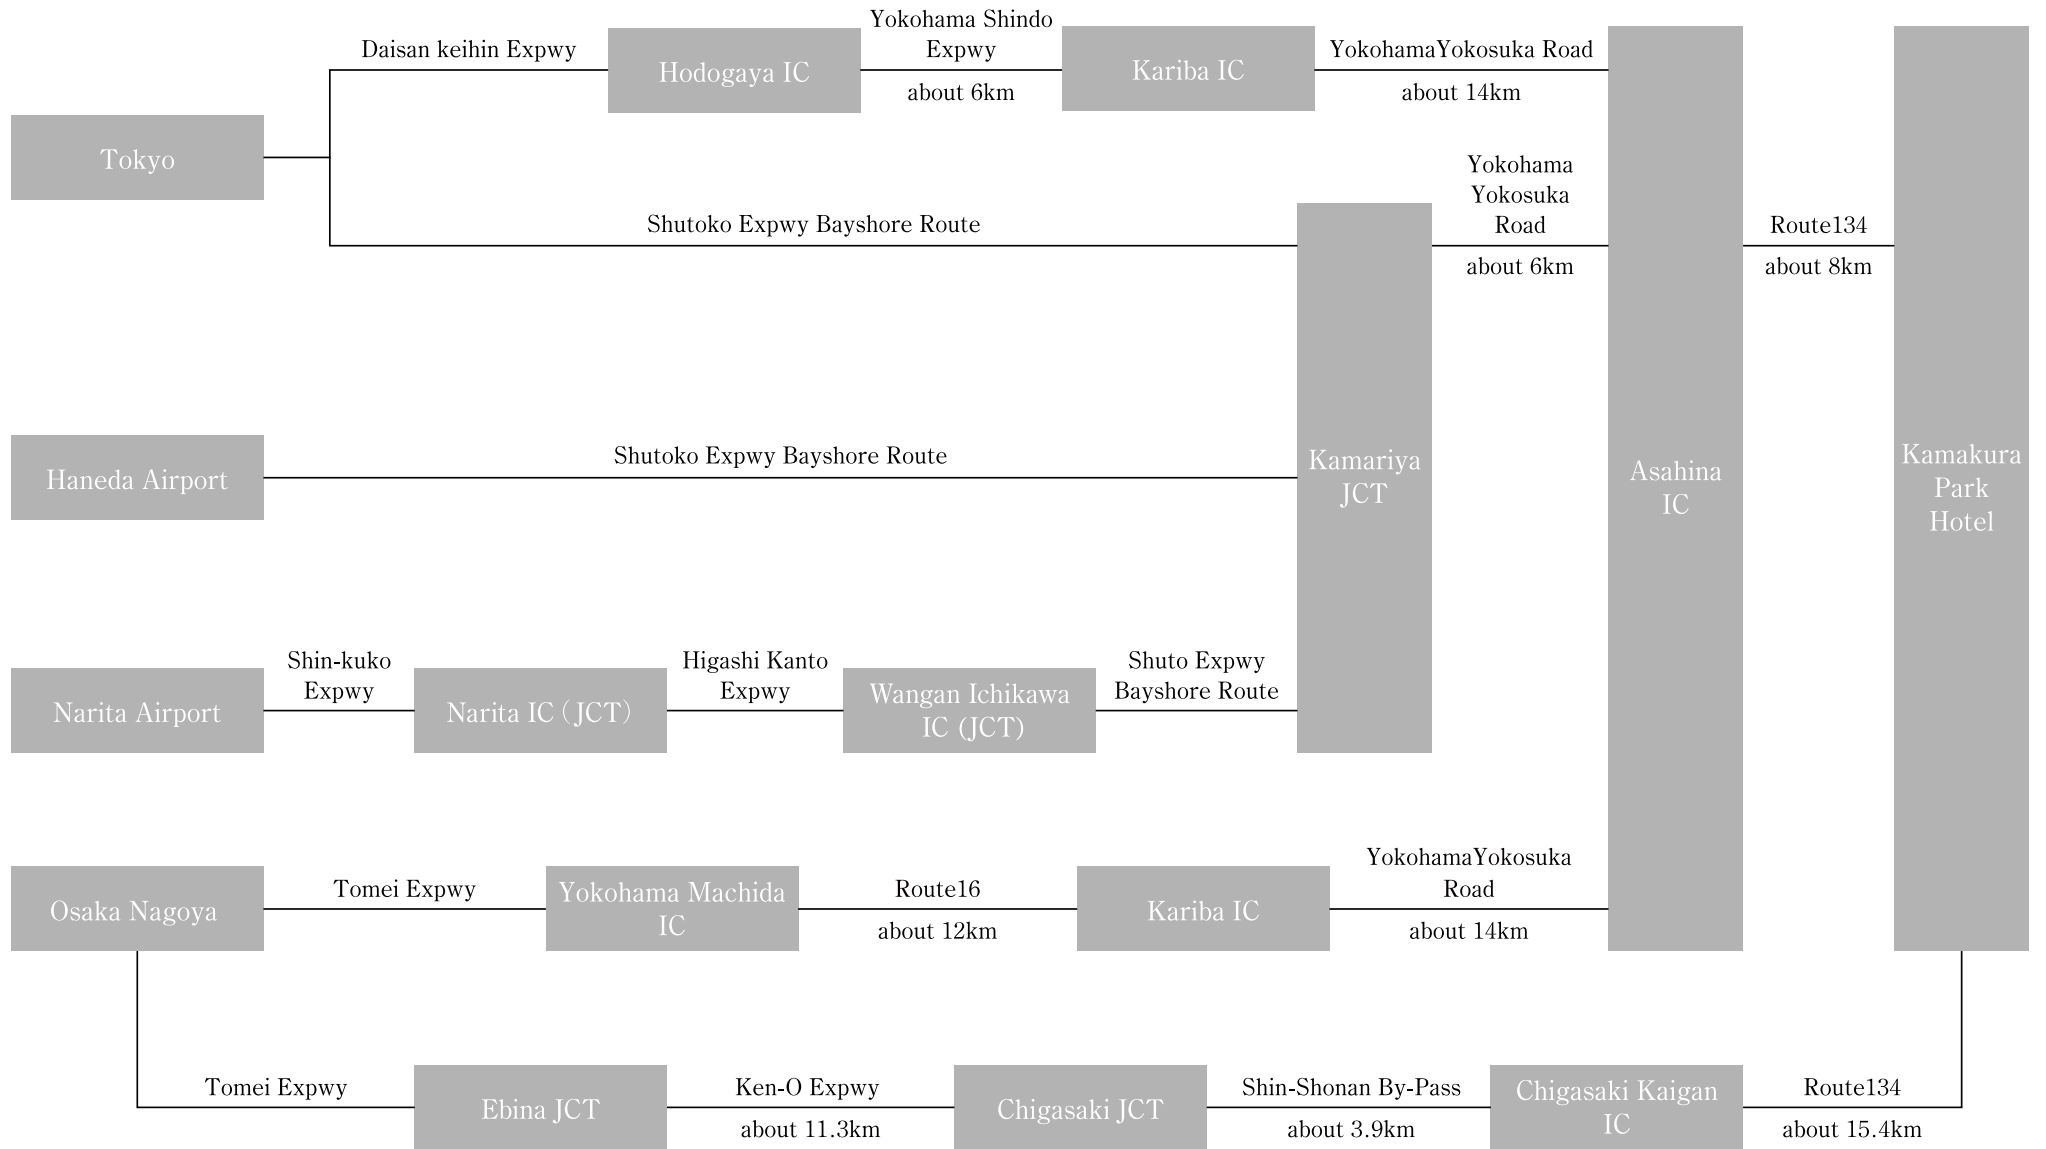 Yokohama Shindo
Expwy
Daisan keihin Expwy
YokohamaYokosuka Road
Hodogaya IC
Kariba IC
about 6km
about 14km
Tokyo
Yokohama
Yokosuka
Road
Shutoko Expwy Bayshore Route
Route134
about 6km
about 8km
Haneda Airport
Shutoko Expwy Bayshore Route
Kamariya
JCT
Asahina
IC
Kamakura
Park
Hotel
Narita Airport
Shin-kuko
Expwy
Narita IC（JCT）
Higashi Kanto
Expwy
Wangan Ichikawa
IC (JCT)
Shuto Expwy
Bayshore Route
Osaka Nagoya
Tomei Expwy
Yokohama Machida
IC
Route16
about 12km
Kariba IC
YokohamaYokosuka
Road
about 14km
Tomei Expwy
Ebina JCT
Ken-O Expwy
about 11.3km
Chigasaki JCT
Shin-Shonan By-Pass
about 3.9km
Chigasaki Kaigan
IC
Route134
about 15.4km